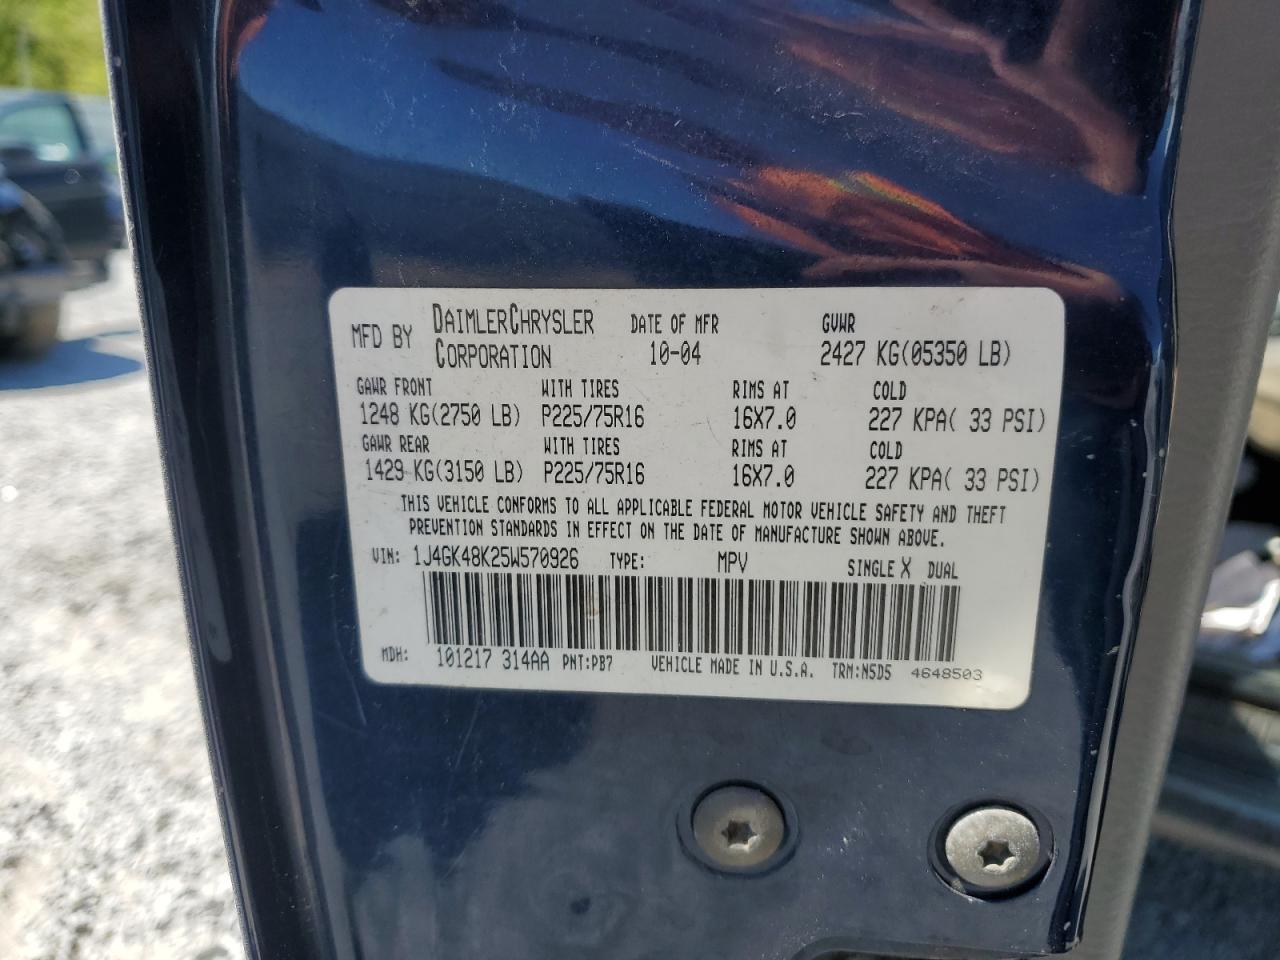 MFD BY DAIMLERCHRYSLER CORPORATION DATE OF MFR 10-04 GVWR 2427 KG(05350 LB)
GAWR FRONT WITH TIRES RIMS AT COLD
1248 KG(2750 LB) P225/75R16 16X7.0 227 KPA( 33 PSI)
GAWR REAR WITH TIRES RIMS AT COLD
1429 KG(3150 LB) P225/75R16 16X7.0 227 KPA( 33 PSI)
THIS VEHICLE CONFORMS TO ALL APPLICABLE FEDERAL MOTOR VEHICLE SAFETY AND THEFT
PREVENTION STANDARDS IN EFFECT ON THE DATE OF MANUFACTURE SHOWN ABOVE.
VIN: 1J4GK48K25W570926 TYPE: MPV SINGLE X DUAL
MDH: 101217 314AA PNT:PB7 VEHICLE MADE IN U.S.A. TRM:N5D5 4648503